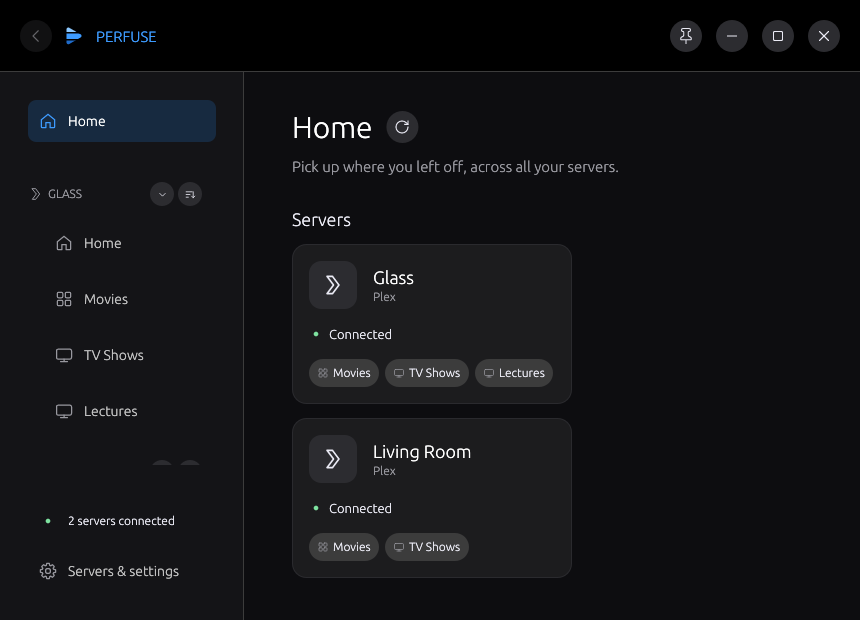 PERFUSE
Home
GLASS
Home
Movies
TV Shows
Lectures
2 servers connected
Servers & settings
Home
Pick up where you left off, across all your servers.
Servers
Glass
Plex
Connected
Movies TV Shows Lectures
Living Room
Plex
Connected
Movies TV Shows